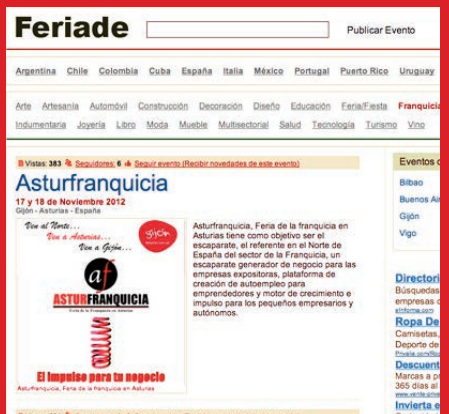 Feriade
Publicar Evento
Argentina Chile Colombia Cuba España Italia México Portugal Puerto Rico Uruguay
Arte Artesanía Automóvil Construcción Decoración Diseño Educación Feria/Fiesta Franquicia
Indumentaria Joyería Libro Moda Mueble Multisectorial Salud Tecnología Turismo Vino
Vistas: 383 Seguidores: 6 Seguir evento (Recibir novedades de este evento)
Asturfranquicia
17 y 18 de Noviembre 2012
Gijón - Asturias - España
Ven al Norte...
Ven a Asturias...
Ven a Gijón...
Gijón
af
ASTURFRANQUICIA
Feria de la Franquicia en Asturias
El Impulso para tu negocio
Asturfranquicia, Feria de la franquicia en Asturias
Asturfranquicia, Feria de la franquicia en
Asturias tiene como objetivo ser el
escaparate, el referente en el Norte de
España del sector de la Franquicia, un
escaparate generador de negocio para las
empresas expositoras, plataforma de
creación de autoempleo para
emprendedores y motor de crecimiento e
impulso para los pequeños empresarios y
autónomos.
Eventos
Bilbao
Buenos
Gijón
Vigo
Directori
Búsquedas
empresas
eInforma.com
Ropa De
Camisetas,
Deporte de
Descuent
Marcas a
365 días al
Invierta e